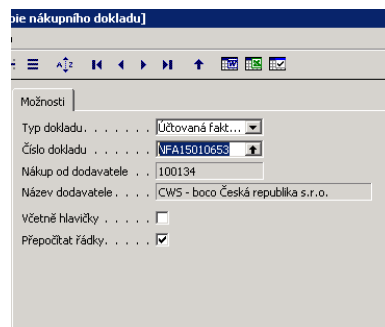 pie nákupního dokladu]
Možnosti
Typ dokladu. . . . . . . Účtovaná fakt...
Číslo dokladu . . . . . . NFA15010653
Nákup od dodavatele . . 100134
Název dodavatele . . . . CWS - boco Česká republika s.r.o.
Včetně hlavičky . . . . .
Přepočítat řádky. . . . .